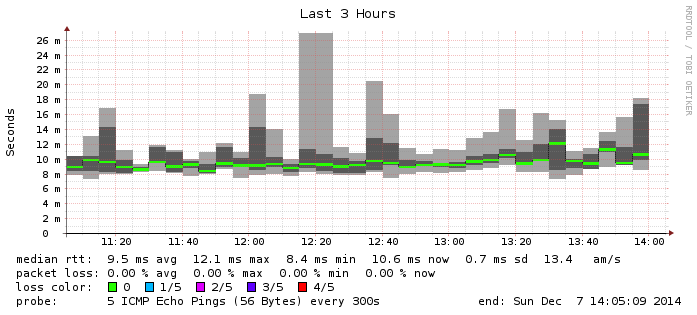 Last 3 Hours
RRDTOOL / TOBI OETIKER
Seconds
26 m
24 m
22 m
20 m
18 m
16 m
14 m
12 m
10 m
8 m
6 m
4 m
2 m
0
11:20 11:40 12:00 12:20 12:40 13:00 13:20 13:40 14:00
median rtt: 9.5 ms avg 12.1 ms max 8.4 ms min 10.6 ms now 0.7 ms sd 13.4 am/s
packet loss: 0.00 % avg 0.00 % max 0.00 % min 0.00 % now
loss color: 0 1/5 2/5 3/5 4/5
probe: 5 ICMP Echo Pings (56 Bytes) every 300s end: Sun Dec 7 14:05:09 2014